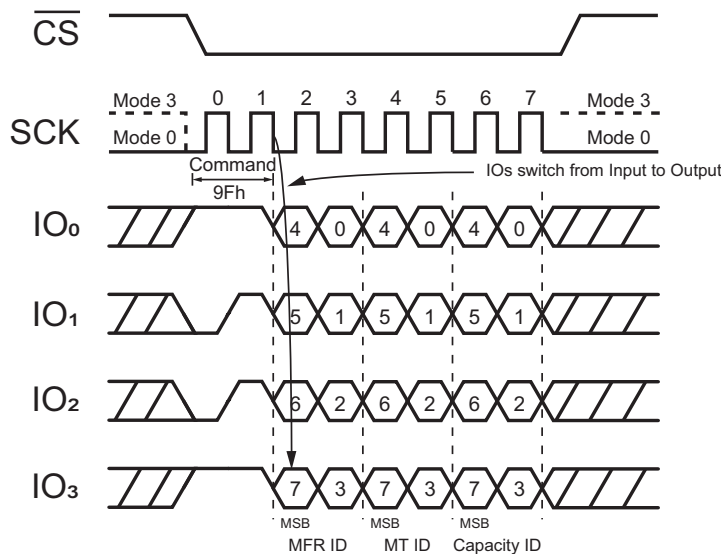 CS
0 1 2 3 4 5 6 7
Mode 3 Mode 3
SCK
Mode 0 Mode 0
Command
IOs switch from Input to Output
9Fh
IO₀ 4 0 4 0 4 0
IO₁ 5 1 5 1 5 1
IO₂ 6 2 6 2 6 2
IO₃ 7 3 7 3 7 3
MSB MSB MSB
MFR ID MT ID Capacity ID